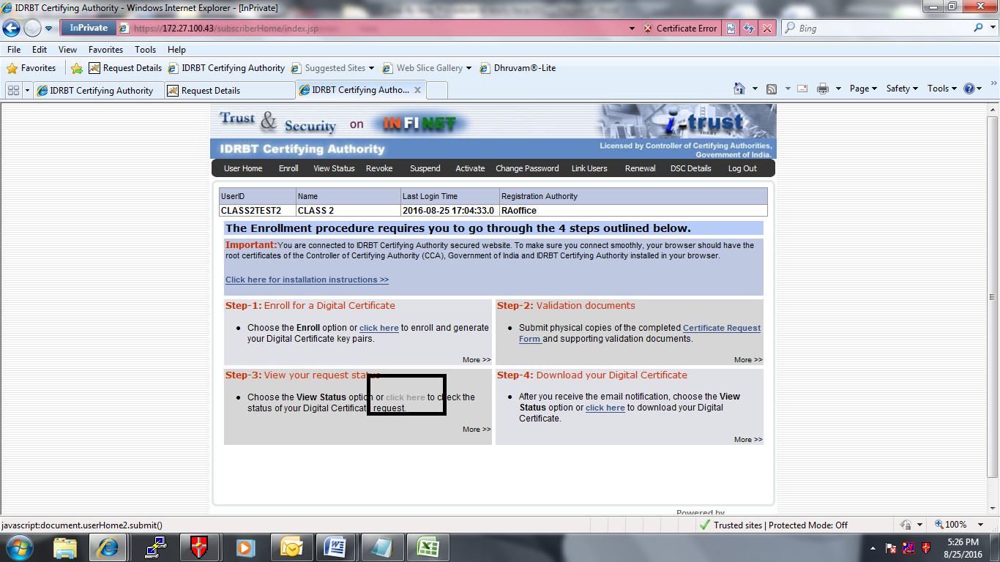 IDRBT Certifying Authority - Windows Internet Explorer - [InPrivate]
InPrivate
https://172.27.100.43/subscriberHome/index.jsp
Certificate Error
Bing
File Edit View Favorites Tools Help
Favorites
Request Details
IDRBT Certifying Authority
Suggested Sites
Web Slice Gallery
Dhruvam®-Lite
IDRBT Certifying Authority
Request Details
IDRBT Certifying Autho...
Page Safety Tools
Trust & Security on INFINET
i-trust
IDRBT Certifying Authority
Licensed by Controller of Certifying Authorities,
Government of India.
User Home Enroll View Status Revoke Suspend Activate Change Password Link Users Renewal DSC Details Log Out
UserID Name Last Login Time Registration Authority
CLASS2TEST2 CLASS 2 2016-08-25 17:04:33.0 RAoffice
The Enrollment procedure requires you to go through the 4 steps outlined below.
Important:You are connected to IDRBT Certifying Authority secured website. To make sure you connect smoothly, your browser should have the
root certificates of the Controller of Certifying Authority (CCA), Government of India and IDRBT Certifying Authority installed in your browser.
Click here for installation instructions >>
Step-1: Enroll for a Digital Certificate
• Choose the Enroll option or click here to enroll and generate
your Digital Certificate key pairs.
More >>
Step-2: Validation documents
• Submit physical copies of the completed Certificate Request
Form and supporting validation documents.
More >>
Step-3: View your request status
• Choose the View Status option or click here to check the
status of your Digital Certificate request.
More >>
Step-4: Download your Digital Certificate
• After you receive the email notification, choose the View
Status option or click here to download your Digital
Certificate.
More >>
Powered by
javascript:document.userHome2.submit()
Trusted sites | Protected Mode: Off
100%
5:26 PM
8/25/2016